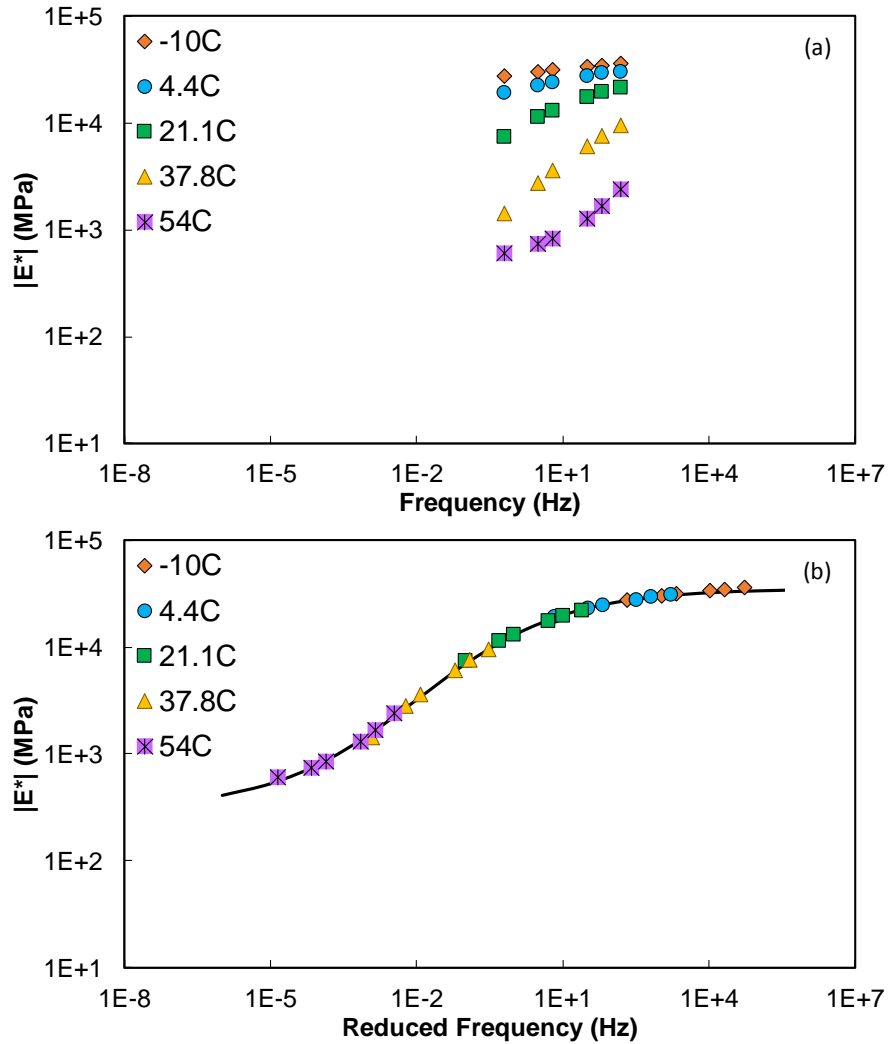 1E+5
-10C
(a)
4.4C
1E+4
21.1C
37.8C
1E+3
54C
|E*| (MPa)
1E+2
1E+1
1E-8
1E-5
1E-2
1E+1
1E+4
1E+7
Frequency (Hz)
1E+5
-10C
(b)
4.4C
1E+4
21.1C
37.8C
1E+3
54C
|E*| (MPa)
1E+2
1E+1
1E-8
1E-5
1E-2
1E+1
1E+4
1E+7
Reduced Frequency (Hz)